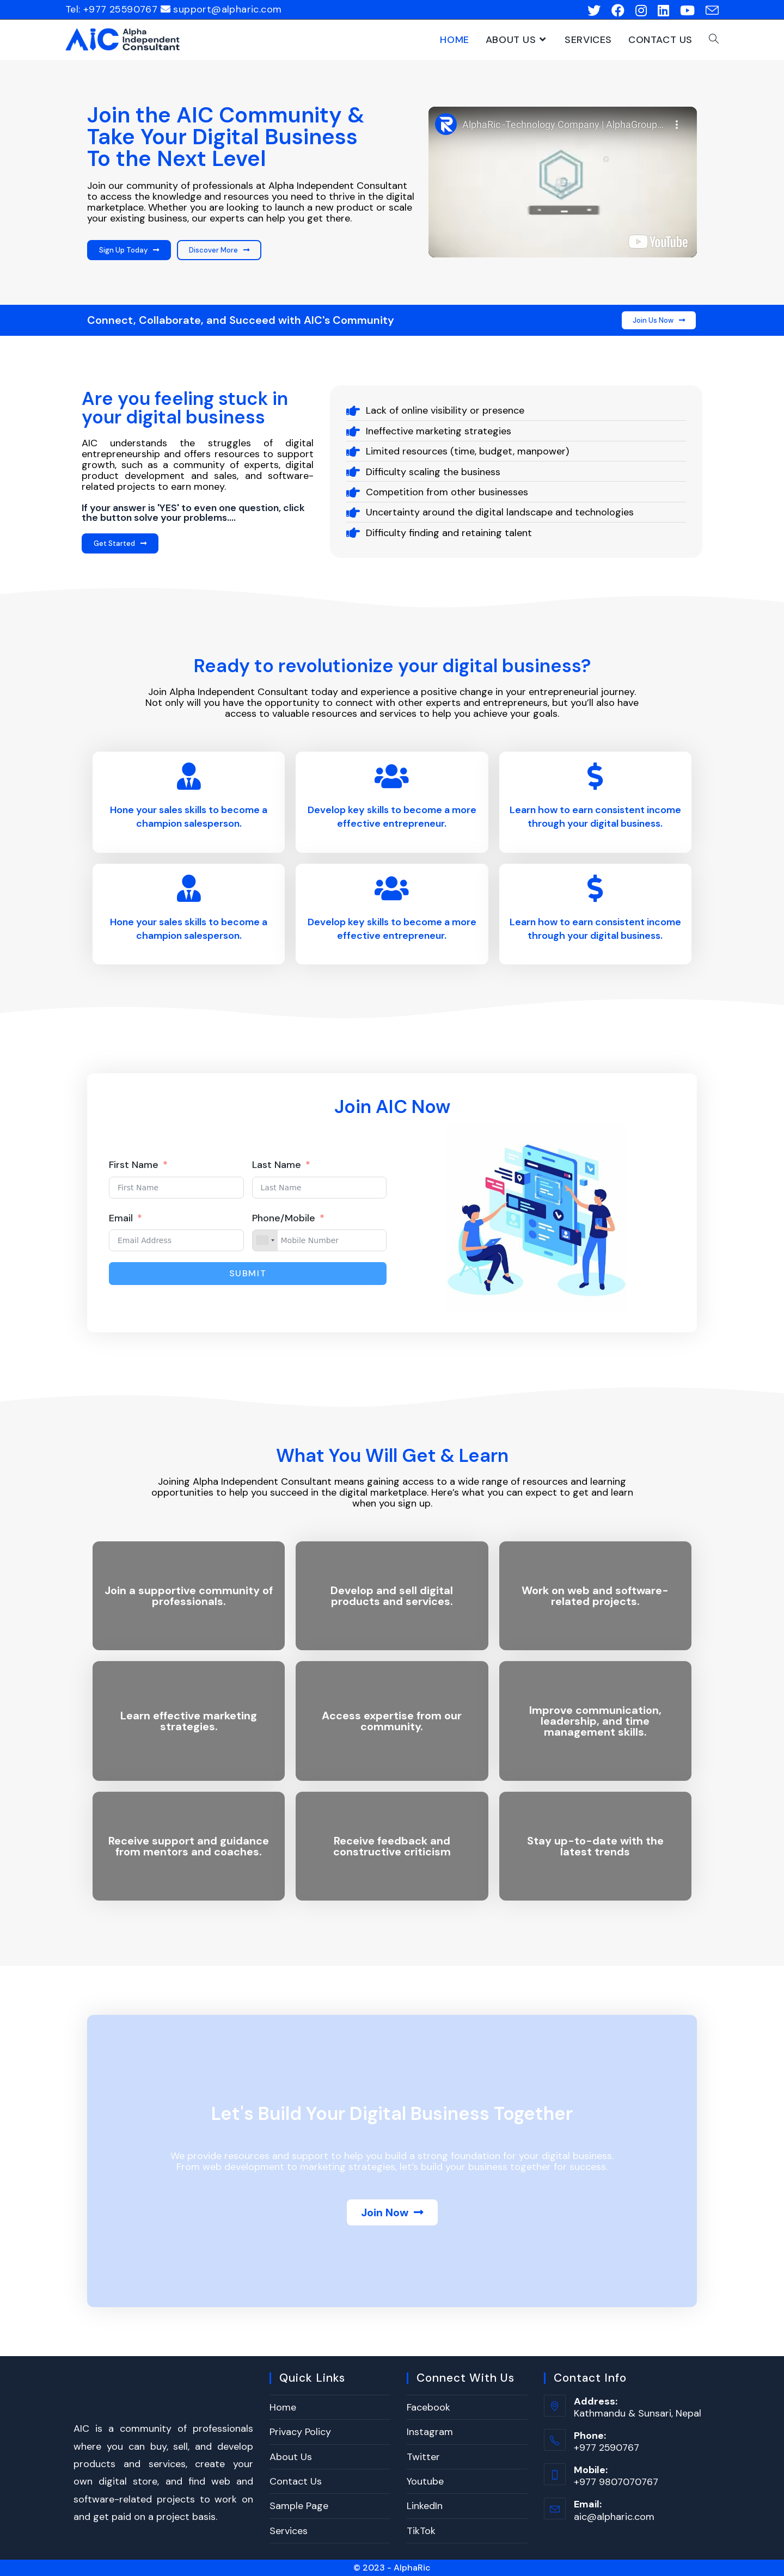 Tel: +977 25590767 support@alpharic.com
AIC Alpha Independent Consultant
HOME ABOUT US SERVICES CONTACT US
Join the AIC Community &
Take Your Digital Business
To the Next Level
Join our community of professionals at Alpha Independent Consultant
to access the knowledge and resources you need to thrive in the digital
marketplace. Whether you are looking to launch a new product or scale
your existing business, our experts can help you get there.
Sign Up Today
Discover More
AlphaRic -Technology Company | AlphaGroup...
YouTube
Connect, Collaborate, and Succeed with AIC's Community
Join Us Now
Are you feeling stuck in
your digital business
AIC understands the struggles of digital
entrepreneurship and offers resources to support
growth, such as a community of experts, digital
product development and sales, and software-
related projects to earn money.
If your answer is 'YES' to even one question, click
the button solve your problems....
Get Started
Lack of online visibility or presence
Ineffective marketing strategies
Limited resources (time, budget, manpower)
Difficulty scaling the business
Competition from other businesses
Uncertainty around the digital landscape and technologies
Difficulty finding and retaining talent
Ready to revolutionize your digital business?
Join Alpha Independent Consultant today and experience a positive change in your entrepreneurial journey.
Not only will you have the opportunity to connect with other experts and entrepreneurs, but you'll also have
access to valuable resources and services to help you achieve your goals.
Hone your sales skills to become a
champion salesperson.
Develop key skills to become a more
effective entrepreneur.
Learn how to earn consistent income
through your digital business.
Hone your sales skills to become a
champion salesperson.
Develop key skills to become a more
effective entrepreneur.
Learn how to earn consistent income
through your digital business.
Join AIC Now
First Name *
Last Name *
First Name
Last Name
Email *
Phone/Mobile *
Email Address
Mobile Number
SUBMIT
What You Will Get & Learn
Joining Alpha Independent Consultant means gaining access to a wide range of resources and learning
opportunities to help you succeed in the digital marketplace. Here's what you can expect to get and learn
when you sign up.
Join a supportive community of
professionals.
Develop and sell digital
products and services.
Work on web and software-
related projects.
Learn effective marketing
strategies.
Access expertise from our
community.
Improve communication,
leadership, and time
management skills.
Receive support and guidance
from mentors and coaches.
Receive feedback and
constructive criticism
Stay up-to-date with the
latest trends
Let's Build Your Digital Business Together
We provide resources and support to help you build a strong foundation for your digital business.
From web development to marketing strategies, let's build your business together for success.
Join Now
AIC is a community of professionals
where you can buy, sell, and develop
products and services, create your
own digital store, and find web and
software-related projects to work on
and get paid on a project basis.
Quick Links
Home
Privacy Policy
About Us
Contact Us
Sample Page
Services
Connect With Us
Facebook
Instagram
Twitter
Youtube
LinkedIn
TikTok
Contact Info
Address:
Kathmandu & Sunsari, Nepal
Phone:
+977 2590767
Mobile:
+977 9807070767
Email:
aic@alpharic.com
© 2023 - AlphaRic